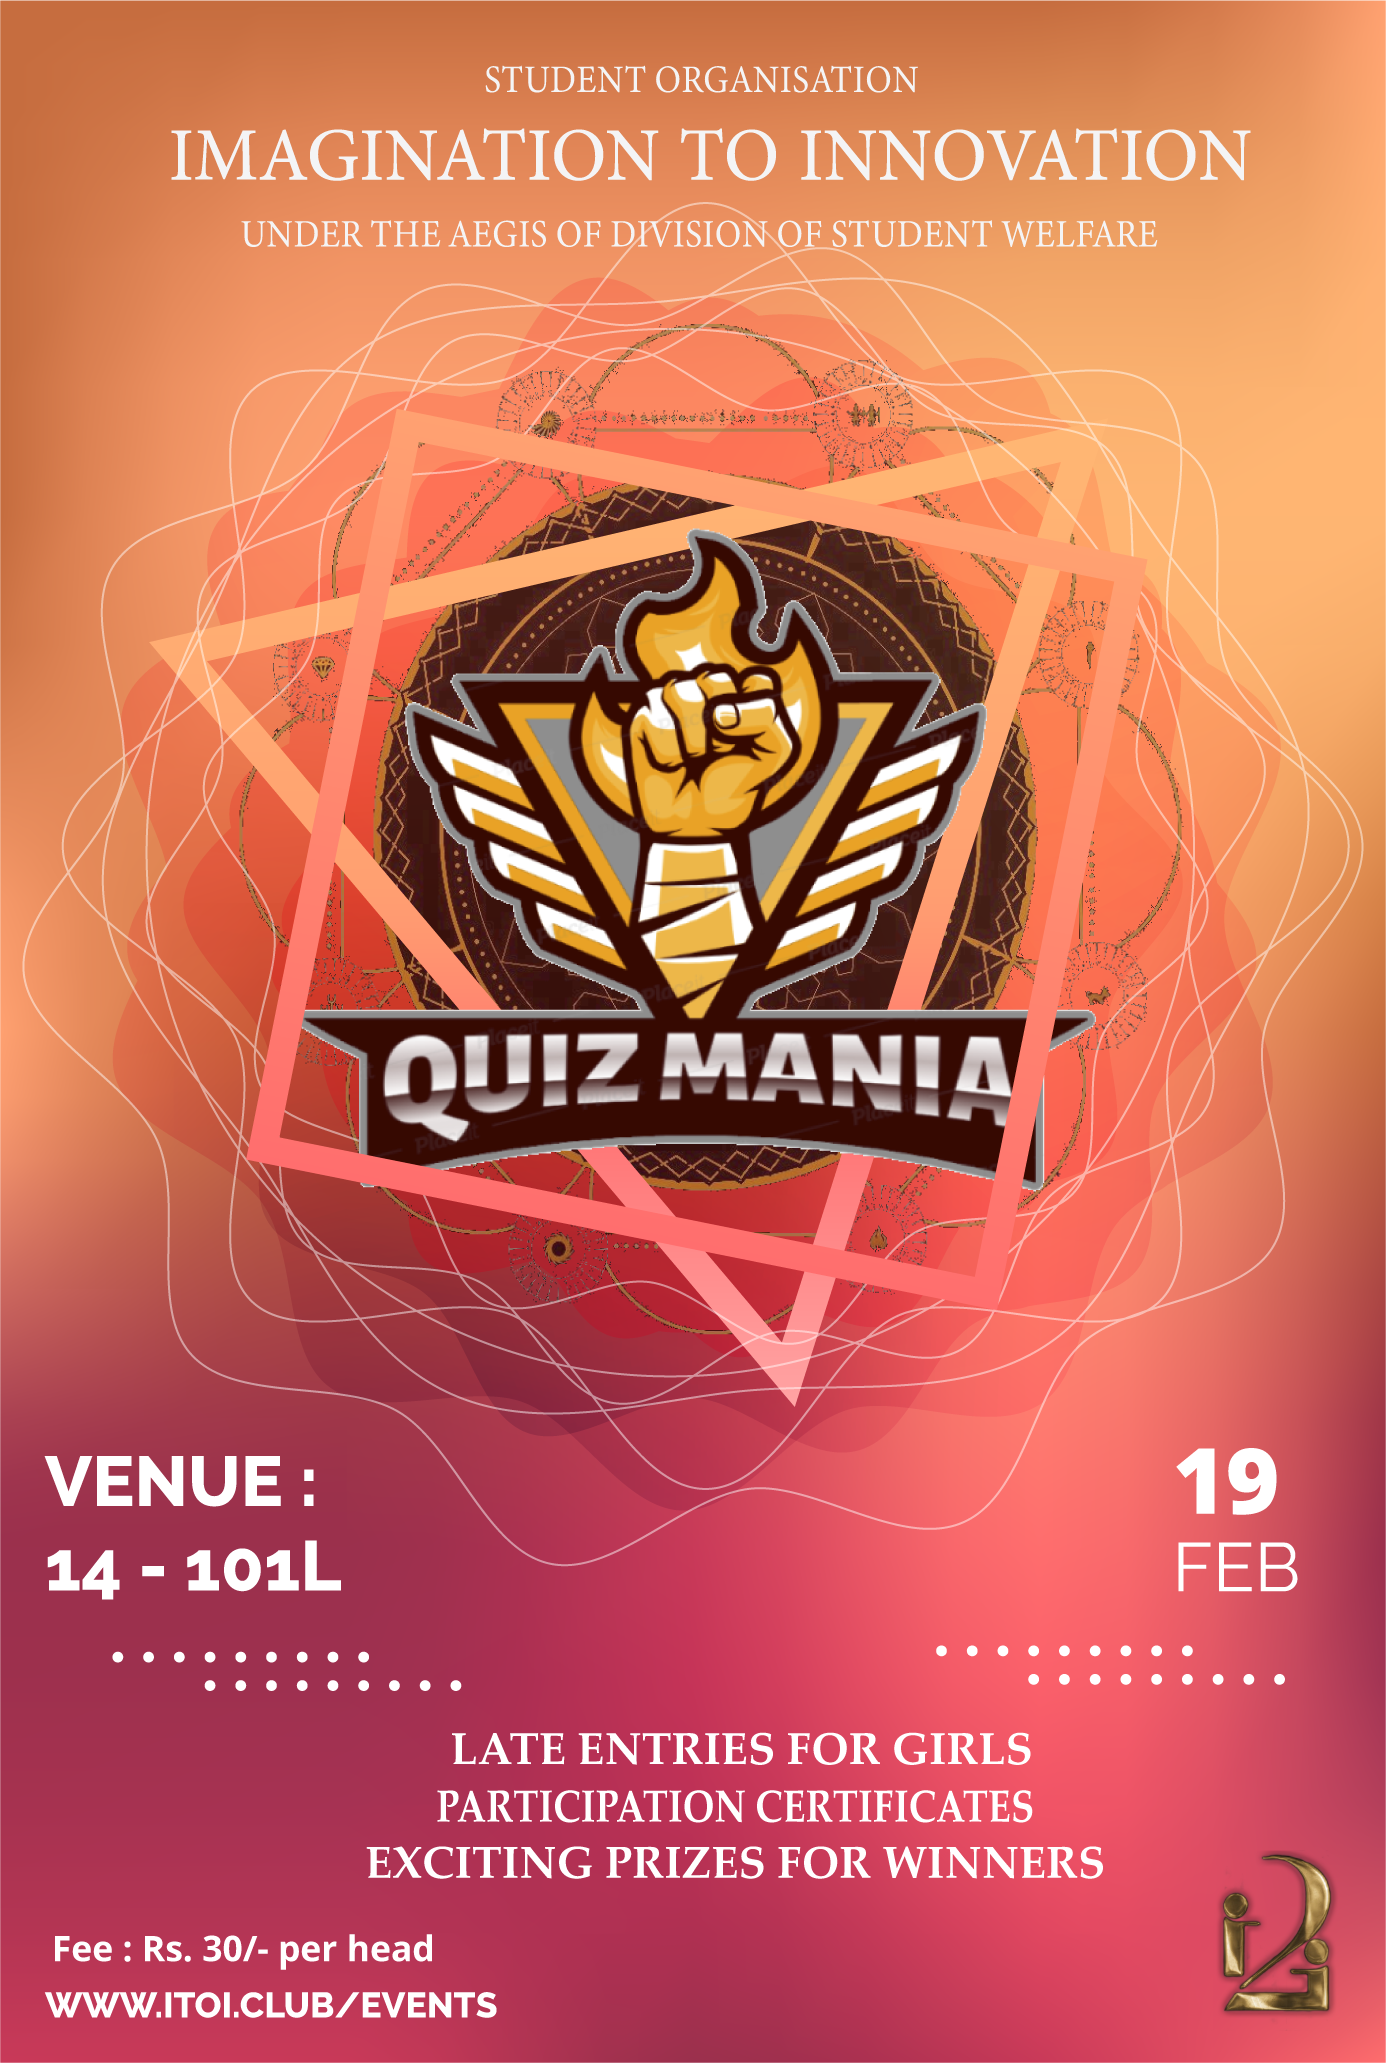 STUDENT ORGANISATION
IMAGINATION TO INNOVATION
UNDER THE AEGIS OF DIVISION OF STUDENT WELFARE
QUIZ MANIA
VENUE :
14 - 101L
19
FEB
LATE ENTRIES FOR GIRLS
PARTICIPATION CERTIFICATES
EXCITING PRIZES FOR WINNERS
Fee : Rs. 30/- per head
WWW.ITOI.CLUB/EVENTS
i2i